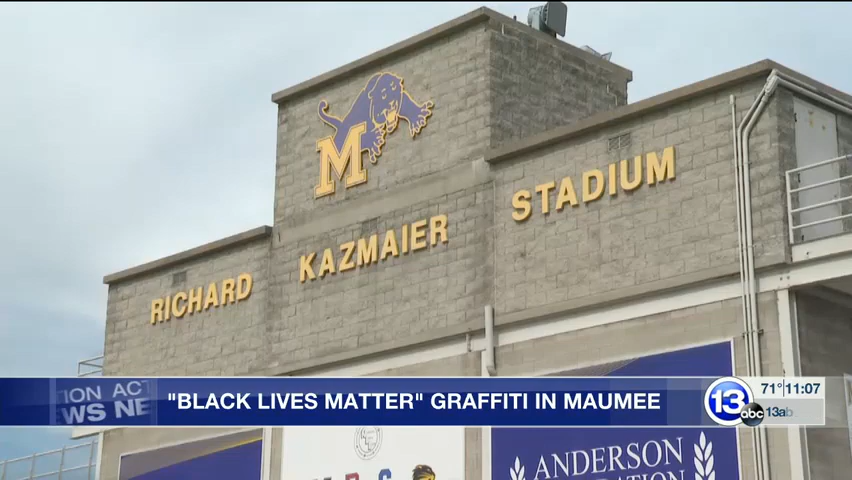 M
RICHARD KAZMAIER STADIUM
"BLACK LIVES MATTER" GRAFFITI IN MAUMEE
13
abc
71° 11:07
13ab
ANDERSON